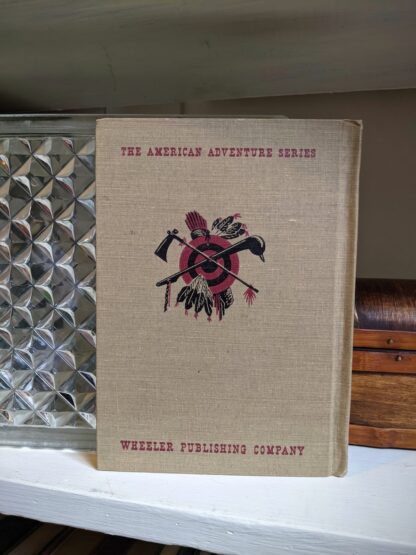 THE AMERICAN ADVENTURE SERIES
WHEELER PUBLISHING COMPANY